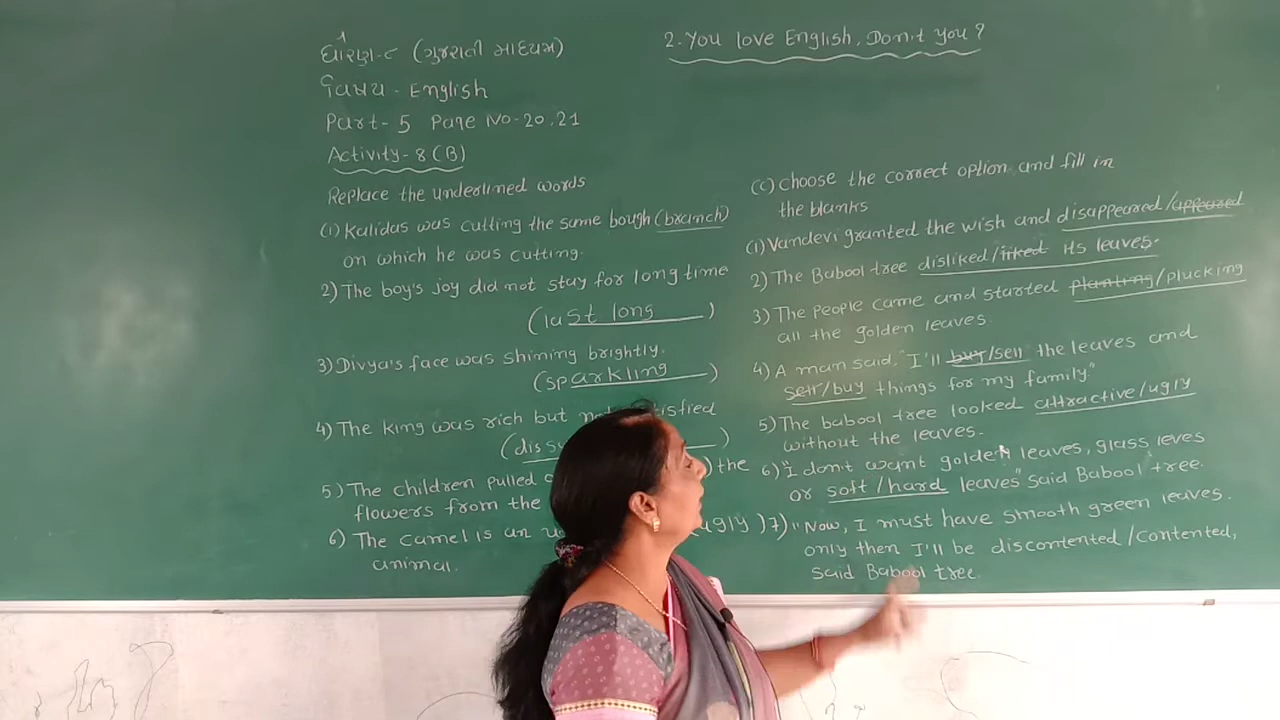 ધોરણ-૮ (ગુજરાતી માધ્યમ)
વિષય - English
Part-5 Page No-20,21
Activity-8(B)
Replace the underlined words
(1) Kalidas was cutting the same bough (branch)
on which he was cutting.
2) The boy's joy did not stay for long time
(last long)
3) Divya's face was shining brightly.
(sparkling)
4) The king was rich but not satisfied
(dis
5) The children pulled the
flowers from the
6) The camel is an ugly)
animal.
2. You love English, Don't you?
(c) Choose the correct option and fill in
the blanks
(1) Vandevi granted the wish and disappeared/appeared
2) The Babool tree disliked/liked its leaves.
3) The People came and started planting/plucking
all the golden leaves.
4) A man said, "I'll buy/sell the leaves and
sell/buy things for my family"
5) The babool tree looked attractive/ugly
without the leaves.
6) "I don't want golden leaves, glass leves
or soft/hard leaves" said Babool tree.
7) "Now, I must have smooth green leaves.
only then I'll be discontented/contented,
said Babool tree.